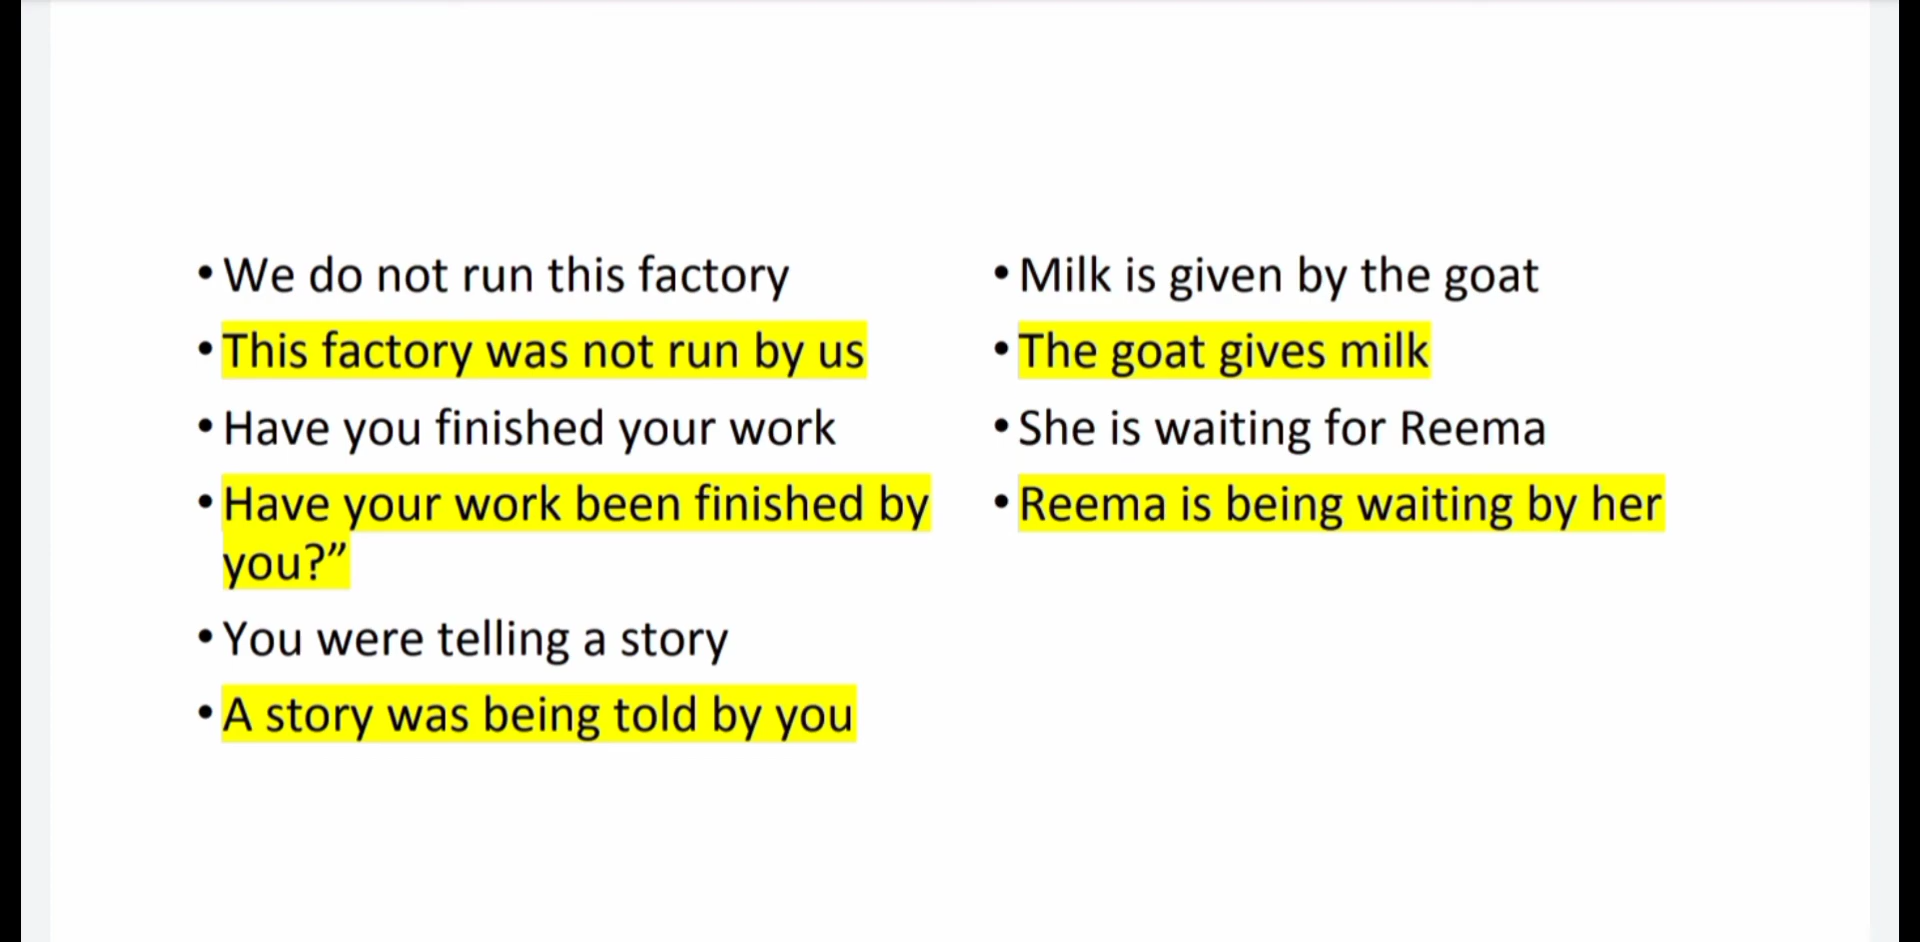 • We do not run this factory
• This factory was not run by us
• Have you finished your work
• Have your work been finished by
you?”
• You were telling a story
• A story was being told by you
• Milk is given by the goat
• The goat gives milk
• She is waiting for Reema
• Reema is being waiting by her